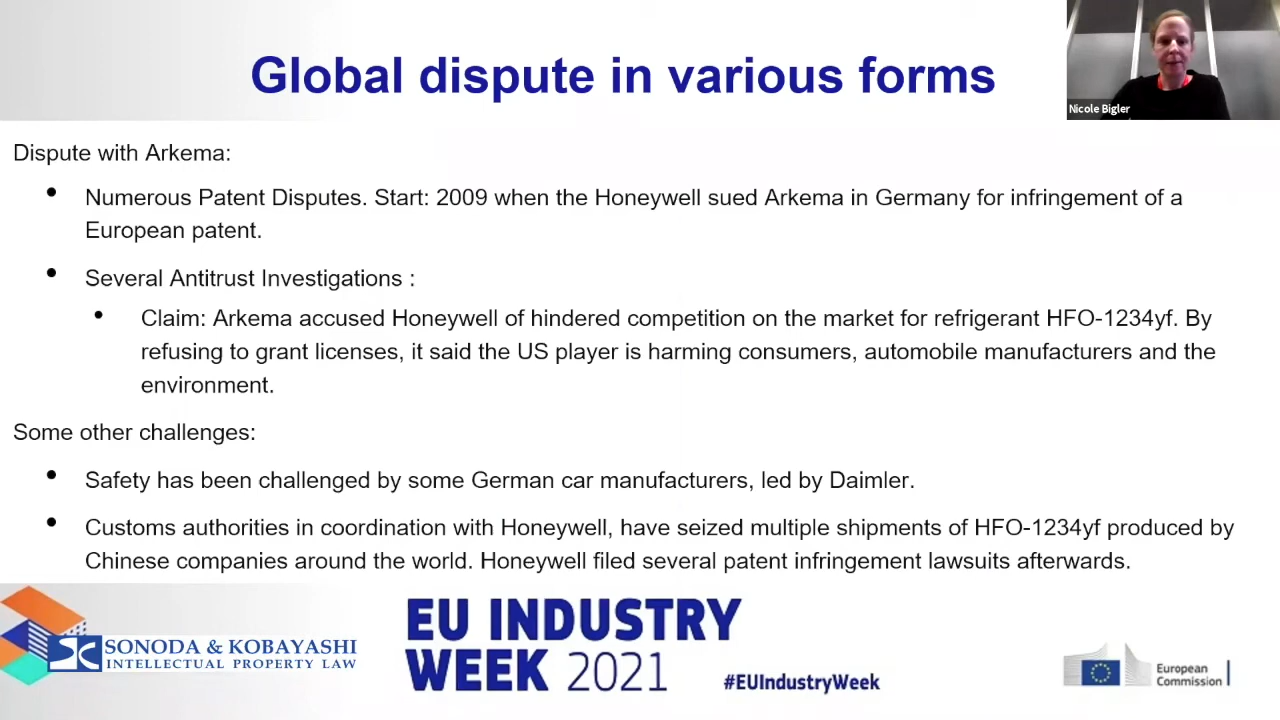 Global dispute in various forms
Nicole Bigler
Dispute with Arkema:
• Numerous Patent Disputes. Start: 2009 when the Honeywell sued Arkema in Germany for infringement of a
European patent.
• Several Antitrust Investigations :
• Claim: Arkema accused Honeywell of hindered competition on the market for refrigerant HFO-1234yf. By
refusing to grant licenses, it said the US player is harming consumers, automobile manufacturers and the
environment.
Some other challenges:
• Safety has been challenged by some German car manufacturers, led by Daimler.
• Customs authorities in coordination with Honeywell, have seized multiple shipments of HFO-1234yf produced by
Chinese companies around the world. Honeywell filed several patent infringement lawsuits afterwards.
SONODA & KOBAYASHI
INTELLECTUAL PROPERTY LAW
EU INDUSTRY
WEEK 2021
#EUIndustryWeek
European
Commission